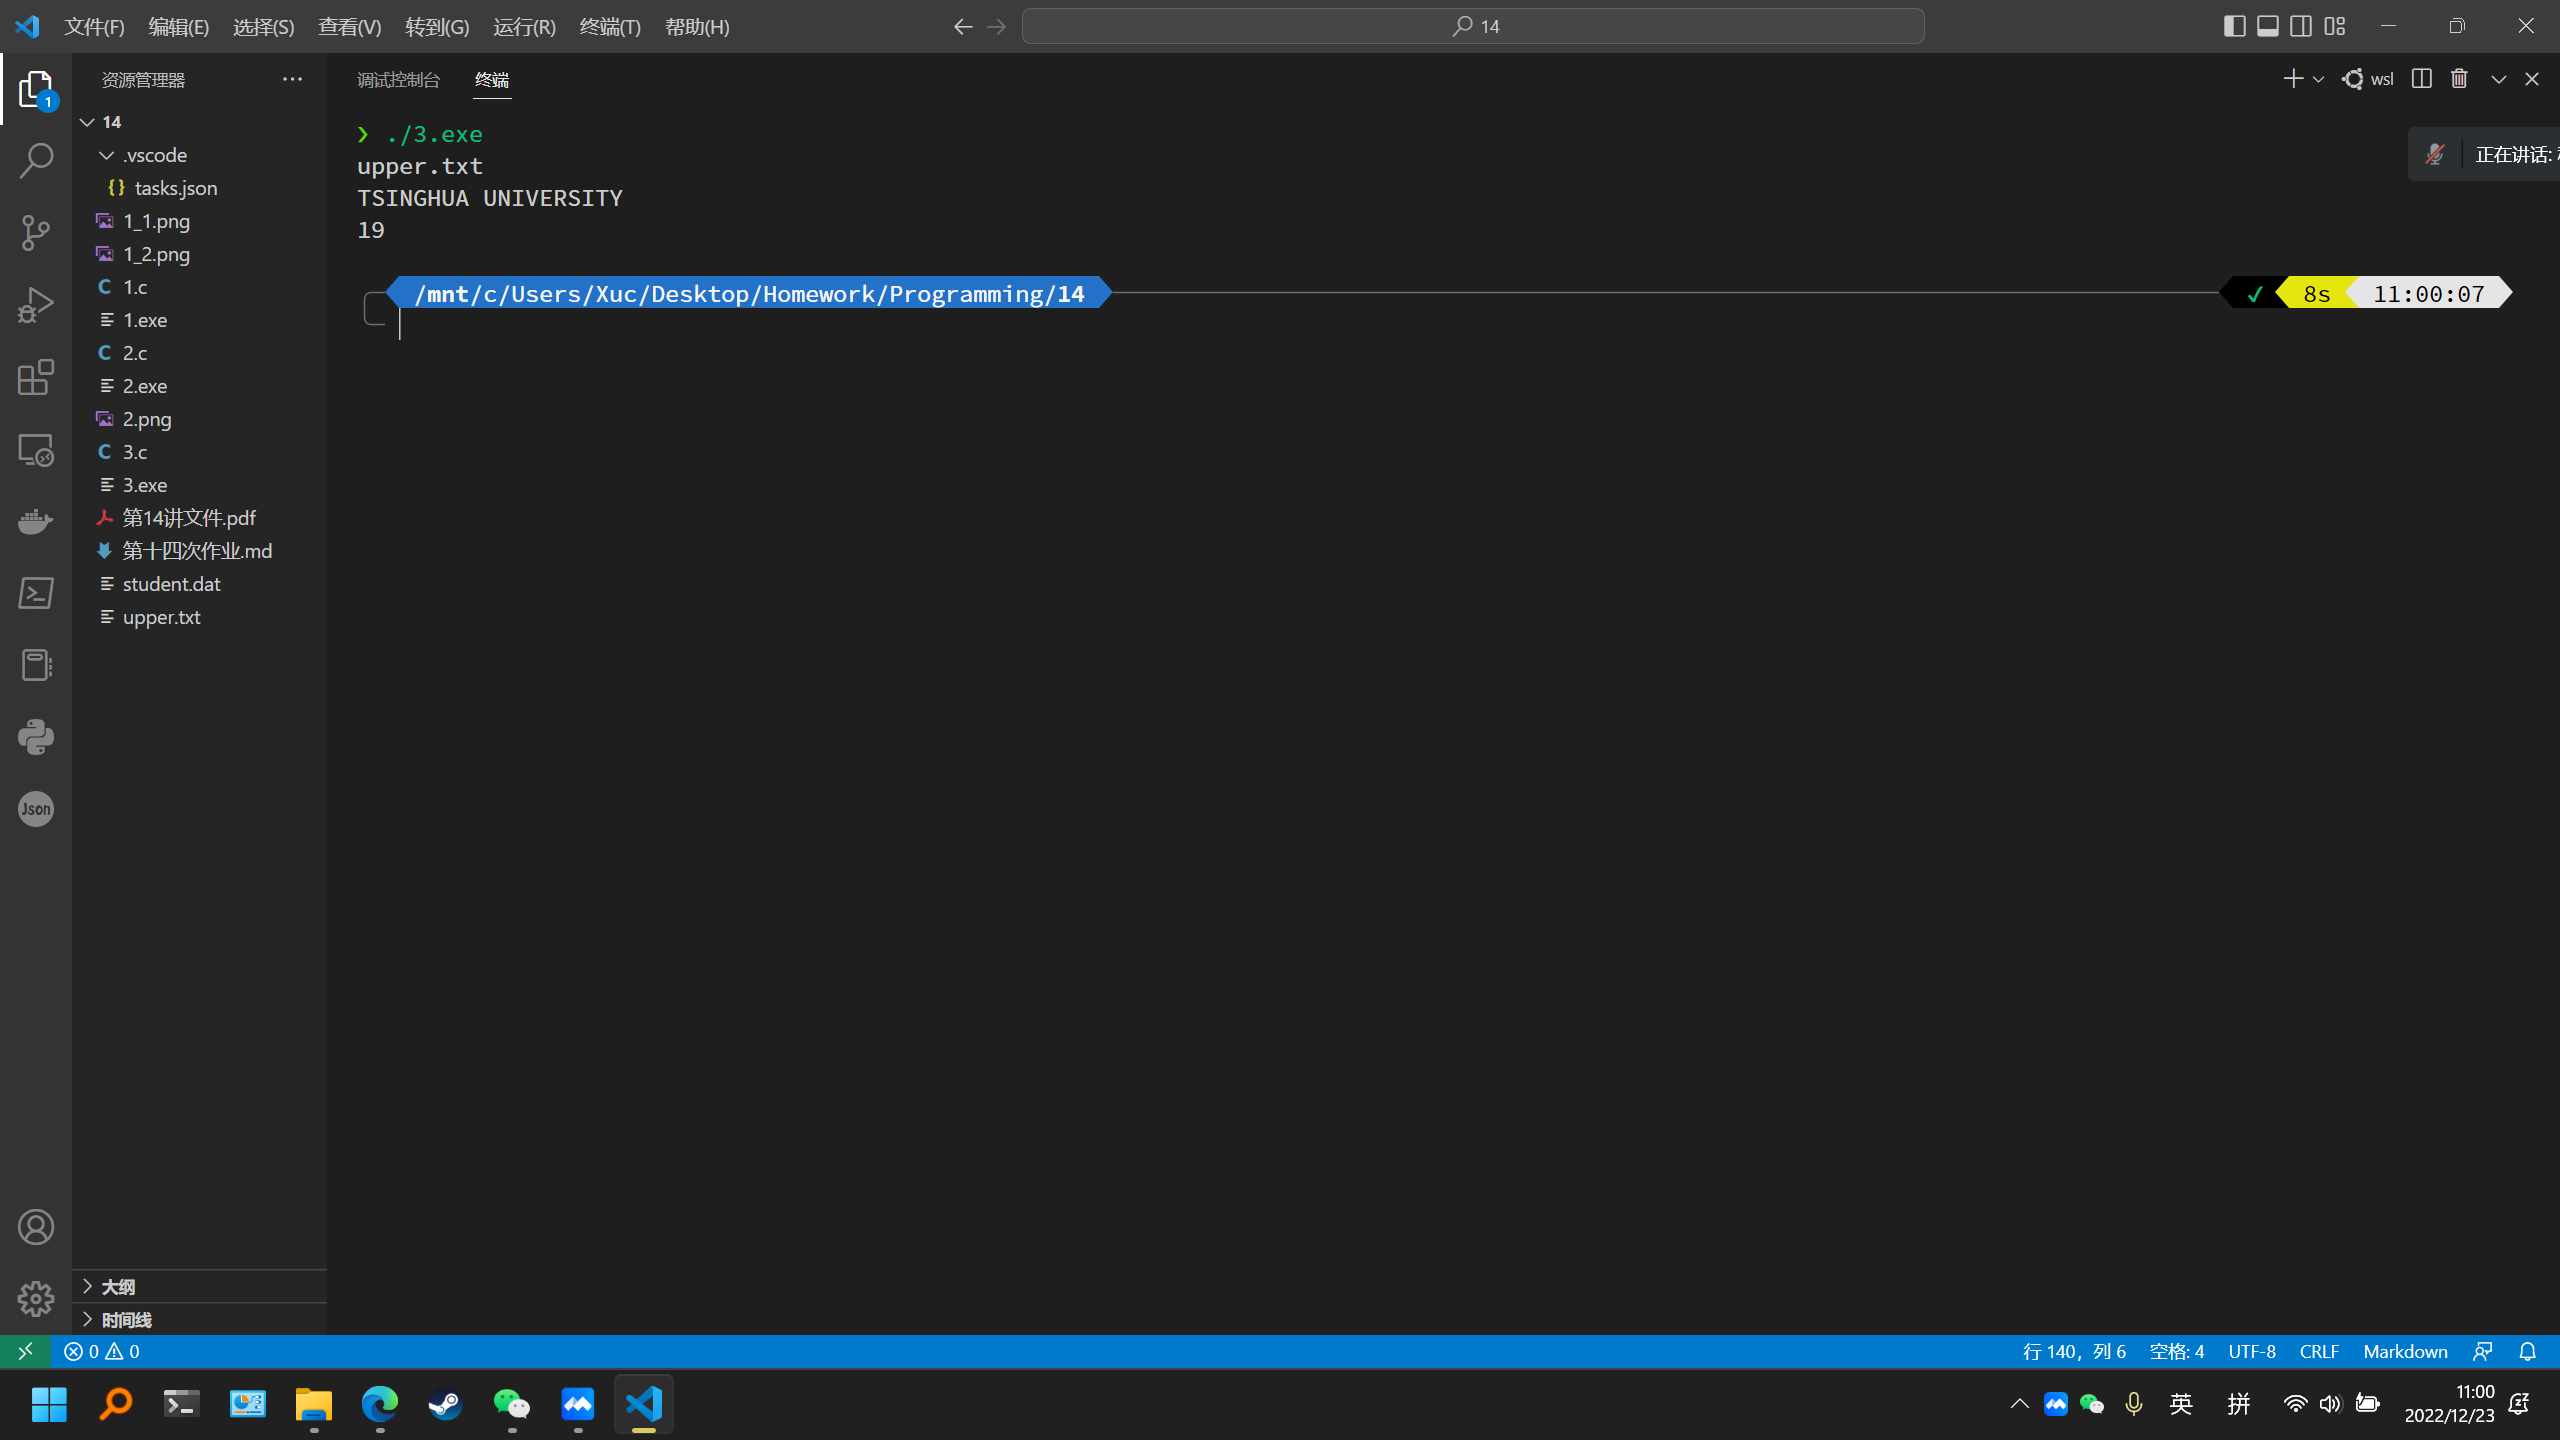 文件(F) 编辑(E) 选择(S) 查看(V) 转到(G) 运行(R) 终端(T) 帮助(H) 14
资源管理器
调试控制台 终端
wsl
1
14
.vscode
tasks.json
1_1.png
1_2.png
1.c
1.exe
2.c
2.exe
2.png
3.c
3.exe
第14讲文件.pdf
第十四次作业.md
student.dat
upper.txt
❯ ./3.exe
upper.txt
TSINGHUA UNIVERSITY
19
/mnt/c/Users/Xuc/Desktop/Homework/Programming/14
✓ 8s 11:00:07
正在讲话:
Json
大纲
时间线
0 0
行 140，列 6 空格: 4 UTF-8 CRLF Markdown
英 拼
11:00
2022/12/23